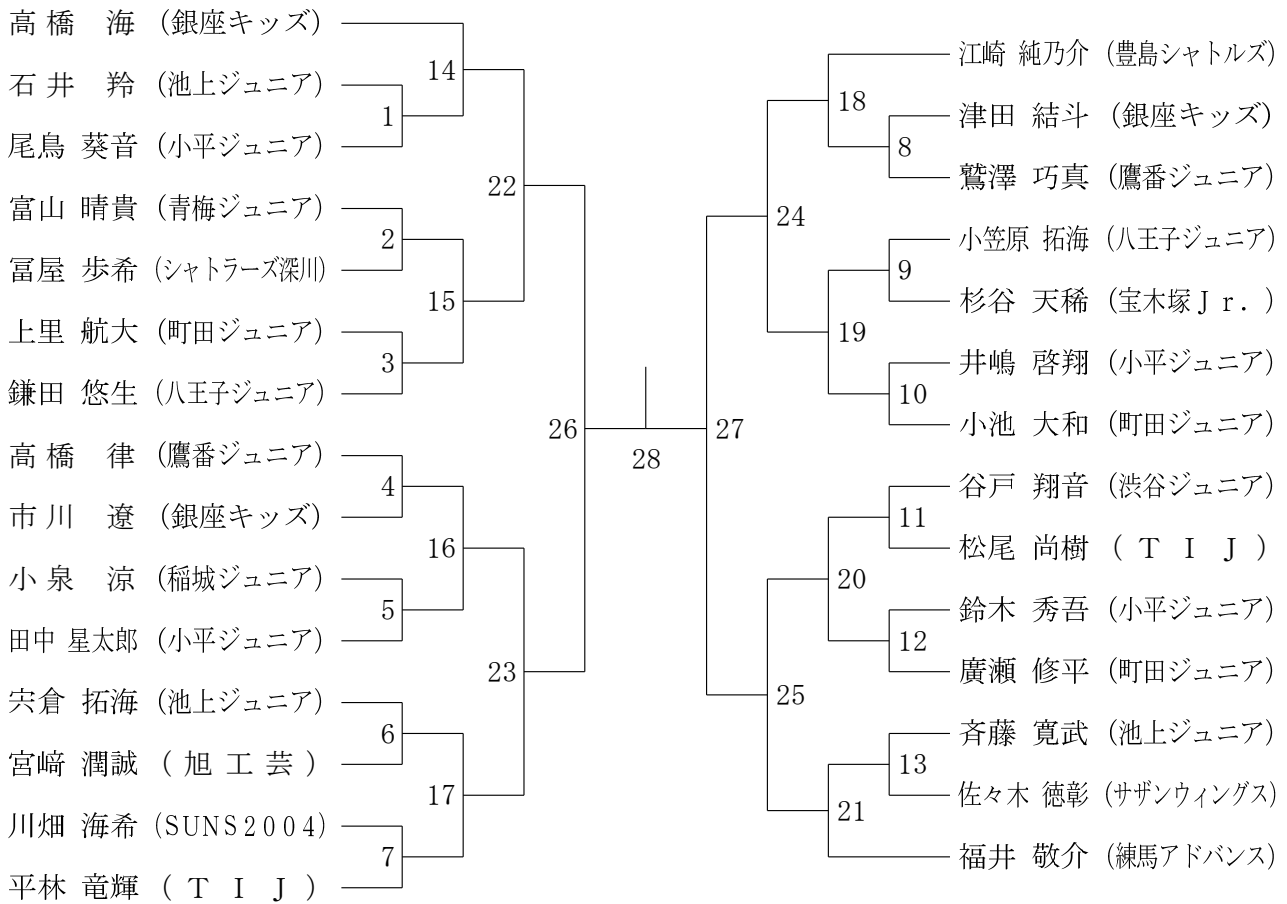 高橋 海 (銀座キッズ)
石井 羚 (池上ジュニア)
尾鳥 葵音 (小平ジュニア)
富山 晴貴 (青梅ジュニア)
冨屋 歩希 (シャトラーズ深川)
上里 航大 (町田ジュニア)
鎌田 悠生 (八王子ジュニア)
高橋 律 (鷹番ジュニア)
市川 遼 (銀座キッズ)
小泉 涼 (稲城ジュニア)
田中 星太郎 (小平ジュニア)
宍倉 拓海 (池上ジュニア)
宮﨑 潤誠 (旭工芸)
川畑 海希 (SUNS2004)
平林 竜輝 (TIJ)
1
2
3
4
5
6
7
14
15
16
17
22
23
26
28
27
24
25
18
19
20
21
8
9
10
11
12
13
江崎 純乃介 (豊島シャトルズ)
津田 結斗 (銀座キッズ)
鷲澤 巧真 (鷹番ジュニア)
小笠原 拓海 (八王子ジュニア)
杉谷 天稀 (宝木塚Jr.)
井嶋 啓翔 (小平ジュニア)
小池 大和 (町田ジュニア)
谷戸 翔音 (渋谷ジュニア)
松尾 尚樹 (TIJ)
鈴木 秀吾 (小平ジュニア)
廣瀬 修平 (町田ジュニア)
斉藤 寛武 (池上ジュニア)
佐々木 徳彰 (サザンウィングス)
福井 敬介 (練馬アドバンス)